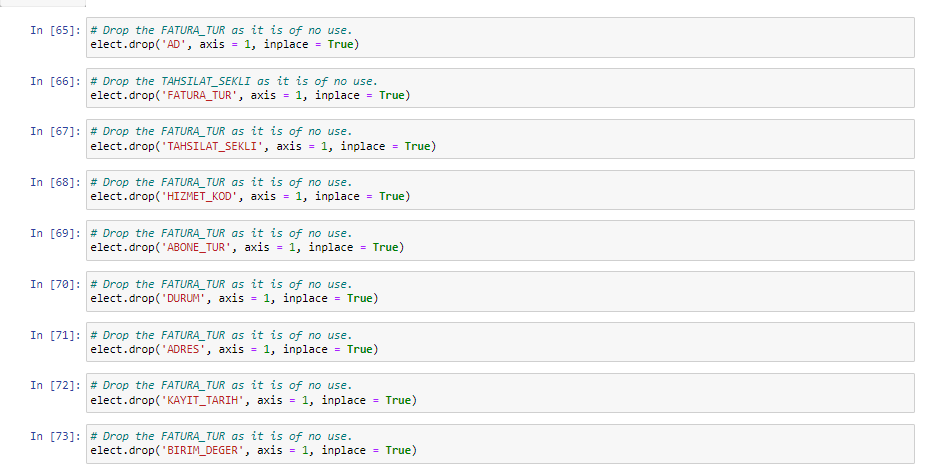 In [65]: # Drop the FATURA_TUR as it is of no use.
elect.drop('AD', axis = 1, inplace = True)
In [66]: # Drop the TAHSILAT_SEKLI as it is of no use.
elect.drop('FATURA_TUR', axis = 1, inplace = True)
In [67]: # Drop the FATURA_TUR as it is of no use.
elect.drop('TAHSILAT_SEKLI', axis = 1, inplace = True)
In [68]: # Drop the FATURA_TUR as it is of no use.
elect.drop('HIZMET_KOD', axis = 1, inplace = True)
In [69]: # Drop the FATURA_TUR as it is of no use.
elect.drop('ABONE_TUR', axis = 1, inplace = True)
In [70]: # Drop the FATURA_TUR as it is of no use.
elect.drop('DURUM', axis = 1, inplace = True)
In [71]: # Drop the FATURA_TUR as it is of no use.
elect.drop('ADRES', axis = 1, inplace = True)
In [72]: # Drop the FATURA_TUR as it is of no use.
elect.drop('KAYIT_TARIH', axis = 1, inplace = True)
In [73]: # Drop the FATURA_TUR as it is of no use.
elect.drop('BIRIM_DEGER', axis = 1, inplace = True)